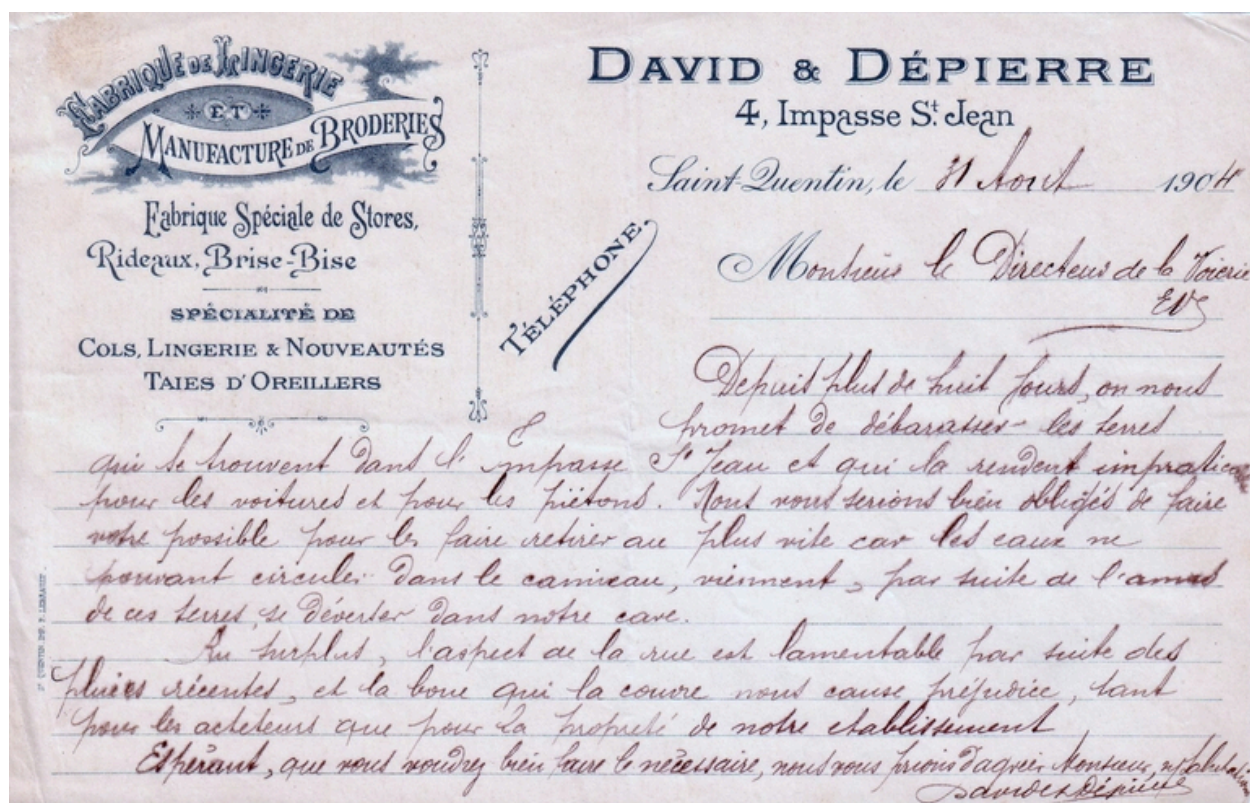 FABRIQUE DE LINGERIE
ET
MANUFACTURE DE BRODERIES
Fabrique Spéciale de Stores,
Rideaux, Brise-Bise
SPÉCIALITÉ DE
COLS, LINGERIE & NOUVEAUTÉS
TAIES D'OREILLERS
TÉLÉPHONE.
DAVID & DÉPIERRE
4, Impasse St. Jean
Saint-Quentin, le 31 Aout 1904
Monsieur le Directeur de la Voierie
EV
Depuis plus de huit jours, on nous
promet de débarasser les terres
qui se trouvent dans l'Impasse St Jean et qui la rendent impraticable
pour les voitures et pour les piétons. Nous vous serions bien obligés de faire
votre possible pour les faire retirer au plus vite car les eaux ne
pouvant circuler dans le caniveau, viennent, par suite de l'amas
de ces terres, se déverser dans notre cave.
Au surplus, l'aspect de la rue est lamentable par suite des
pluies récentes, et la boue qui la couvre nous cause préjudice, tant
pour les acheteurs que pour la propreté de notre etablissement
Espérant, que vous voudrez bien faire le nécessaire, nous vous prions d'agréer Monsieur, salutations
David et Dépierre